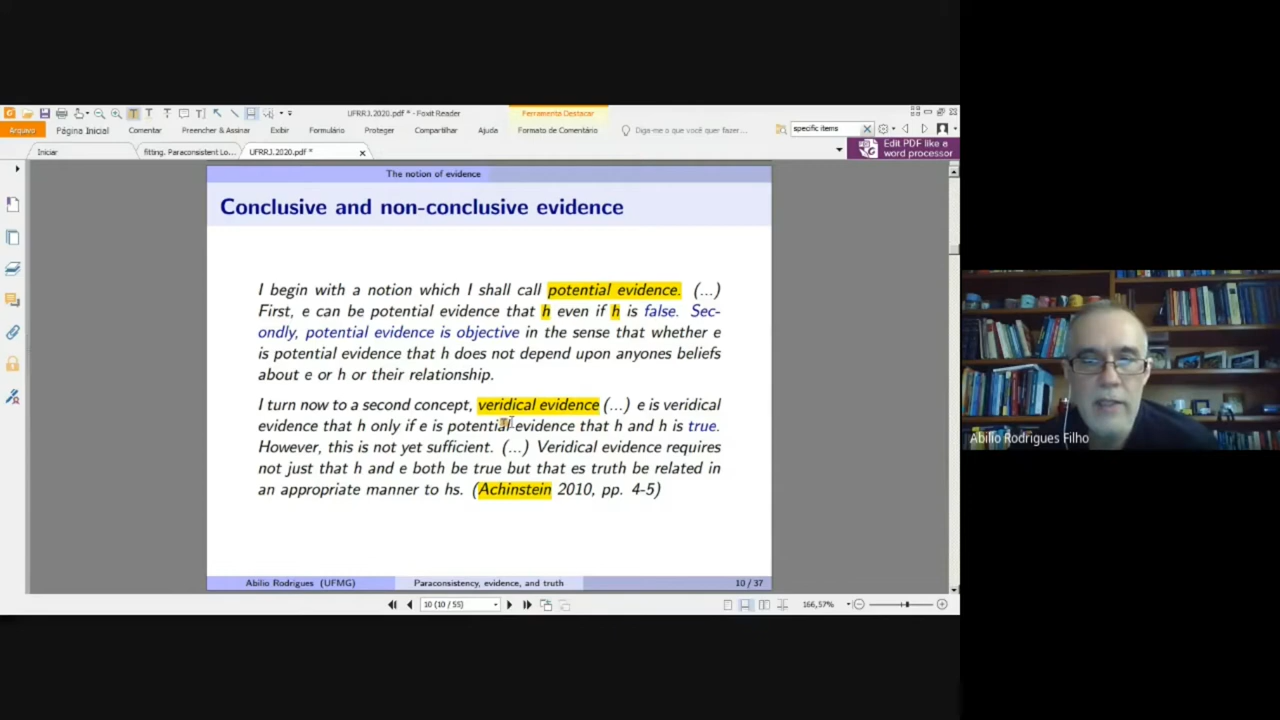 UFRRJ.2020.pdf * - Foxit Reader
Ferramenta Destacar
Arquivo Página Inicial Comentar Preencher & Assinar Exibir Formulário Proteger Compartilhar Ajuda Formato de Comentário Diga-me o que você quer fazer... specific items
Iniciar fitting. Paraconsistent Lo... UFRRJ.2020.pdf *
Edit PDF like a
word processor
The notion of evidence
Conclusive and non-conclusive evidence
I begin with a notion which I shall call potential evidence. (...)
First, e can be potential evidence that h even if h is false. Sec-
ondly, potential evidence is objective in the sense that whether e
is potential evidence that h does not depend upon anyones beliefs
about e or h or their relationship.
I turn now to a second concept, veridical evidence (...) e is veridical
evidence that h only if e is potential evidence that h and h is true.
However, this is not yet sufficient. (...) Veridical evidence requires
not just that h and e both be true but that es truth be related in
an appropriate manner to hs. (Achinstein 2010, pp. 4-5)
Abilio Rodrigues (UFMG) Paraconsistency, evidence, and truth 10 / 37
10 (10 / 55) 166,57%
Abilio Rodrigues Filho